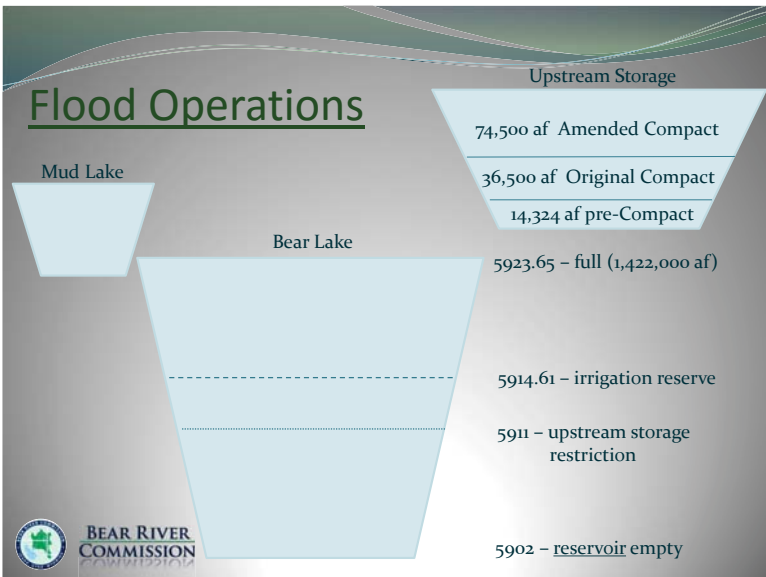 Upstream Storage
Flood Operations
74,500 af Amended Compact
Mud Lake
36,500 af Original Compact
14,324 af pre-Compact
Bear Lake
5923.65 – full (1,422,000 af)
5914.61 – irrigation reserve
5911 – upstream storage
restriction
BEAR RIVER
COMMISSION
5902 – reservoir empty